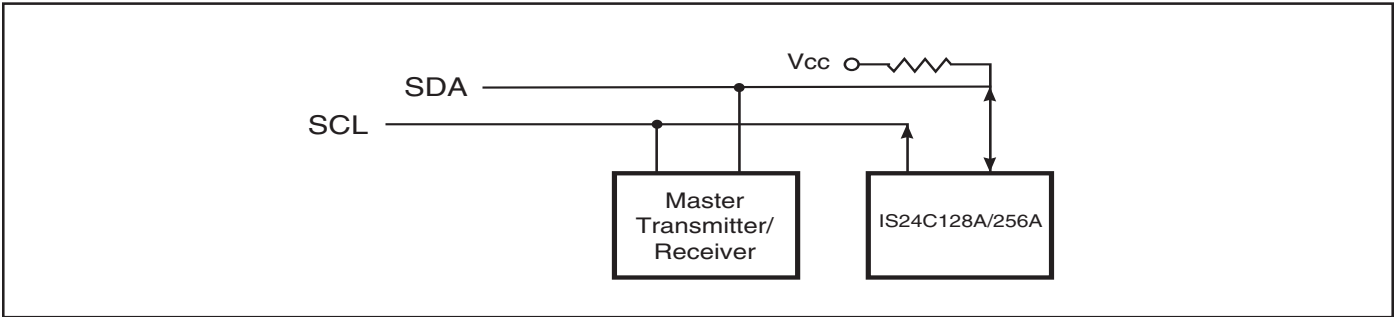 Vcc
SDA
SCL
Master
Transmitter/
Receiver
IS24C128A/256A